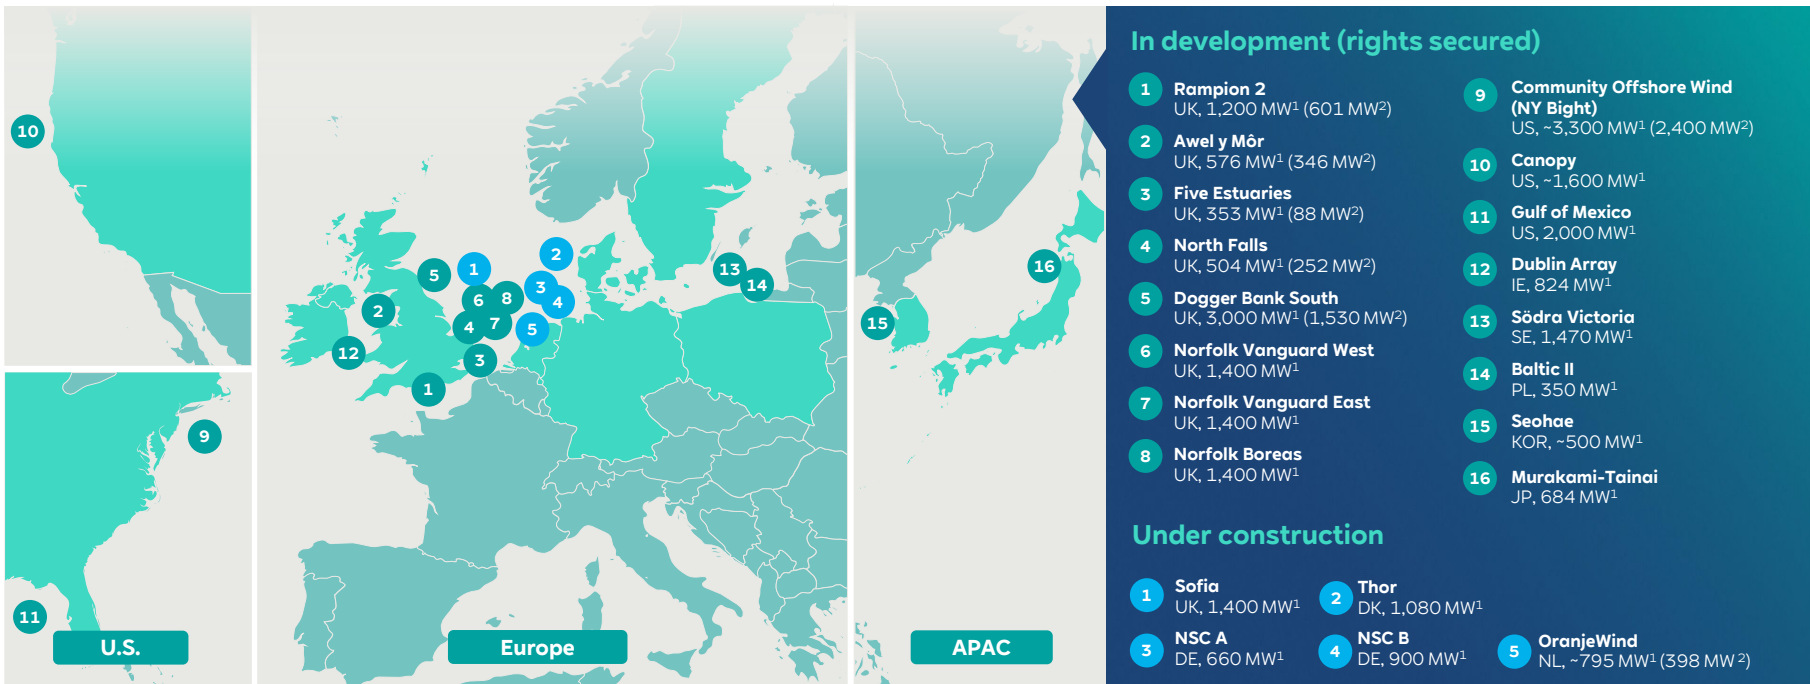 10
9
11
U.S.
1
2
5
3
13
14
6
8
4
2
4
7
5
12
3
1
Europe
16
15
APAC
In development (rights secured)
1 Rampion 2
UK, 1,200 MW¹ (601 MW²)
2 Awel y Môr
UK, 576 MW¹ (346 MW²)
3 Five Estuaries
UK, 353 MW¹ (88 MW²)
4 North Falls
UK, 504 MW¹ (252 MW²)
5 Dogger Bank South
UK, 3,000 MW¹ (1,530 MW²)
6 Norfolk Vanguard West
UK, 1,400 MW¹
7 Norfolk Vanguard East
UK, 1,400 MW¹
8 Norfolk Boreas
UK, 1,400 MW¹
9 Community Offshore Wind
(NY Bight)
US, ~3,300 MW¹ (2,400 MW²)
10 Canopy
US, ~1,600 MW¹
11 Gulf of Mexico
US, 2,000 MW¹
12 Dublin Array
IE, 824 MW¹
13 Södra Victoria
SE, 1,470 MW¹
14 Baltic II
PL, 350 MW¹
15 Seohae
KOR, ~500 MW¹
16 Murakami-Tainai
JP, 684 MW¹
Under construction
1 Sofia
UK, 1,400 MW¹
2 Thor
DK, 1,080 MW¹
3 NSC A
DE, 660 MW¹
4 NSC B
DE, 900 MW¹
5 OranjeWind
NL, ~795 MW¹ (398 MW ²)